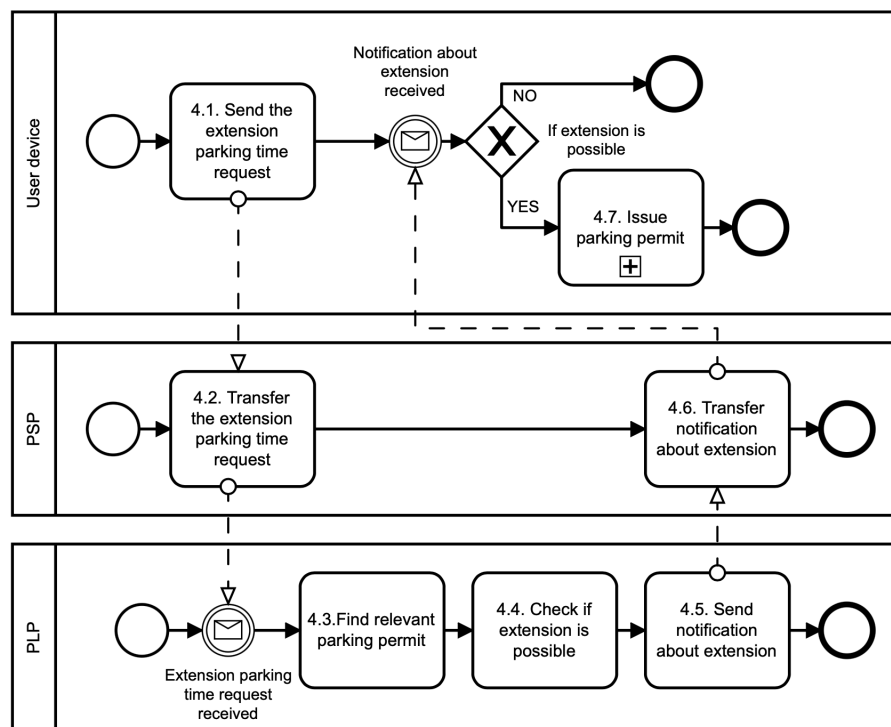 User device
4.1. Send the
extension
parking time
request
Notification about
extension
received
NO
If extension is
possible
YES
4.7. Issue
parking permit
PSP
4.2. Transfer
the extension
parking time
request
4.6. Transfer
notification
about extension
PLP
Extension parking
time request
received
4.3.Find relevant
parking permit
4.4. Check if
extension is
possible
4.5. Send
notification
about extension